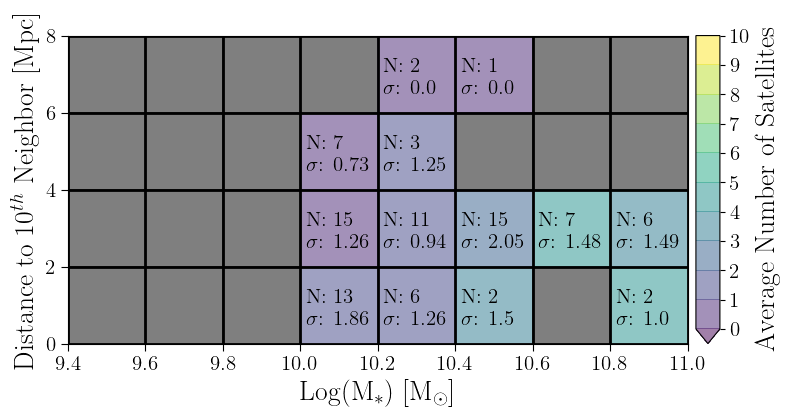 8
6
4
2
0
9.4 9.6 9.8 10.0 10.2 10.4 10.6 10.8 11.0
Distance to 10^th Neighbor [Mpc]
Log(M_*) [M_⊙]
N: 2
σ: 0.0
N: 1
σ: 0.0
N: 7
σ: 0.73
N: 3
σ: 1.25
N: 15
σ: 1.26
N: 11
σ: 0.94
N: 15
σ: 2.05
N: 7
σ: 1.48
N: 6
σ: 1.49
N: 13
σ: 1.86
N: 6
σ: 1.26
N: 2
σ: 1.5
N: 2
σ: 1.0
10
9
8
7
6
5
4
3
2
1
0
Average Number of Satellites